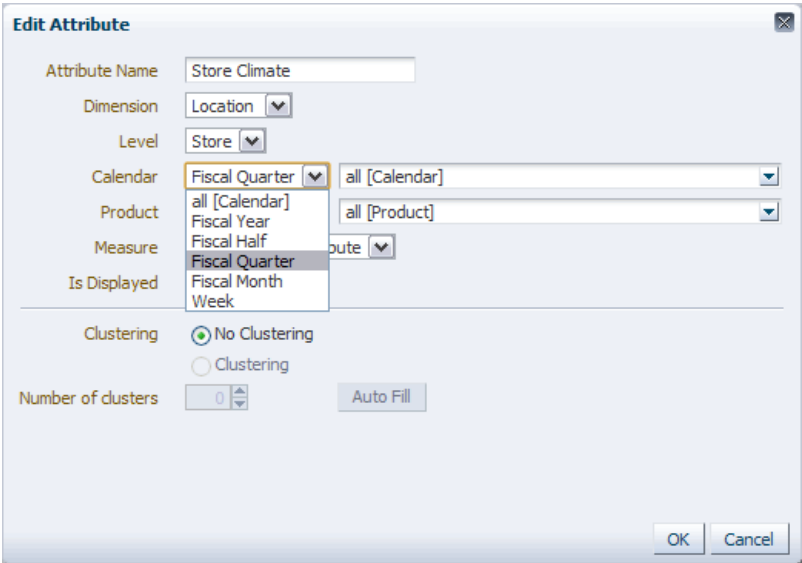 Edit Attribute
Attribute Name Store Climate
Dimension Location
Level Store
Calendar Fiscal Quarter all [Calendar]
all [Calendar]
Fiscal Year
Product all [Product]
Fiscal Half
Measure bute
Fiscal Quarter
Is Displayed Fiscal Month
Week
Clustering No Clustering
Clustering
Number of clusters 0 Auto Fill
OK Cancel